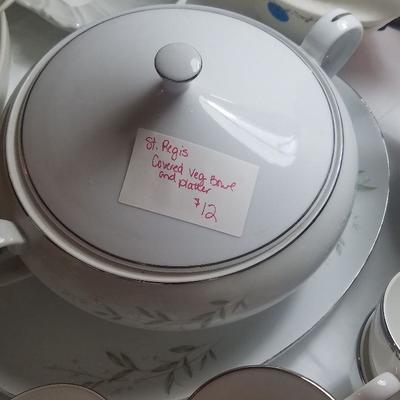 St. Regis
Covered Veg. Bowl
and platter
$12